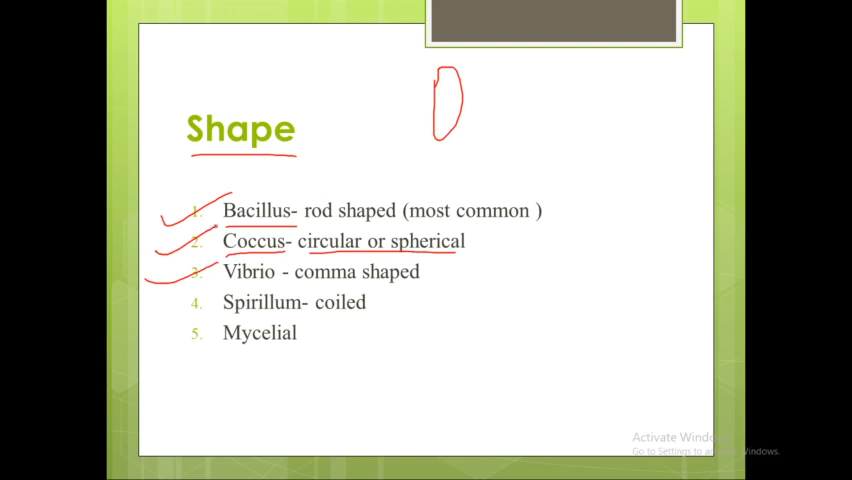 Shape
1. Bacillus- rod shaped (most common )
2. Coccus- circular or spherical
3. Vibrio - comma shaped
4. Spirillum- coiled
5. Mycelial
Activate Windows
Go to Settings to activate Windows.